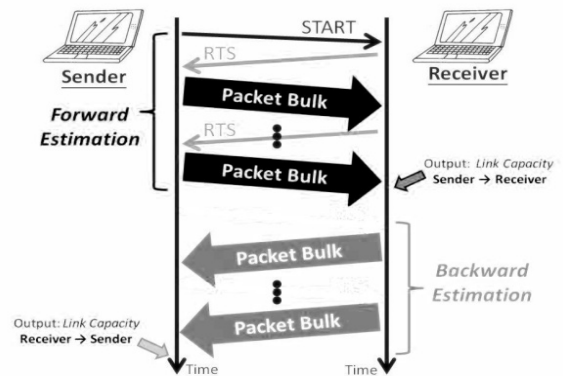 START
RTS
Sender
Receiver
Packet Bulk
Forward
Estimation
RTS
Packet Bulk
Output: Link Capacity
Sender → Receiver
Packet Bulk
Backward
Estimation
Packet Bulk
Output: Link Capacity
Receiver → Sender
Time
Time